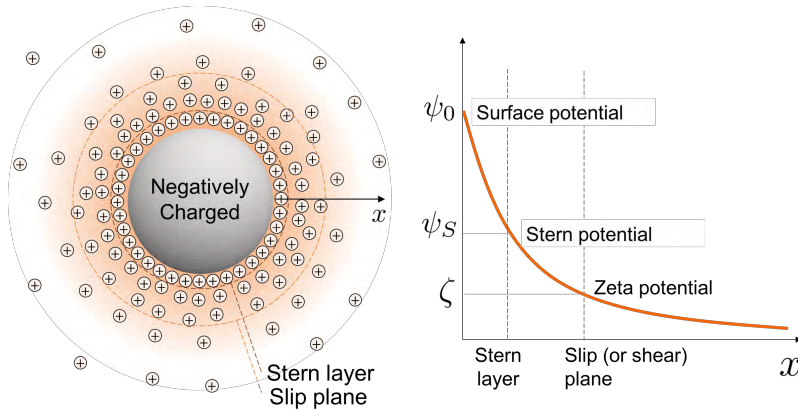 Negatively
Charged
x
Stern layer
Slip plane
ψ0
Surface potential
ψS
Stern potential
ζ
Zeta potential
Stern
layer
Slip (or shear)
plane
x